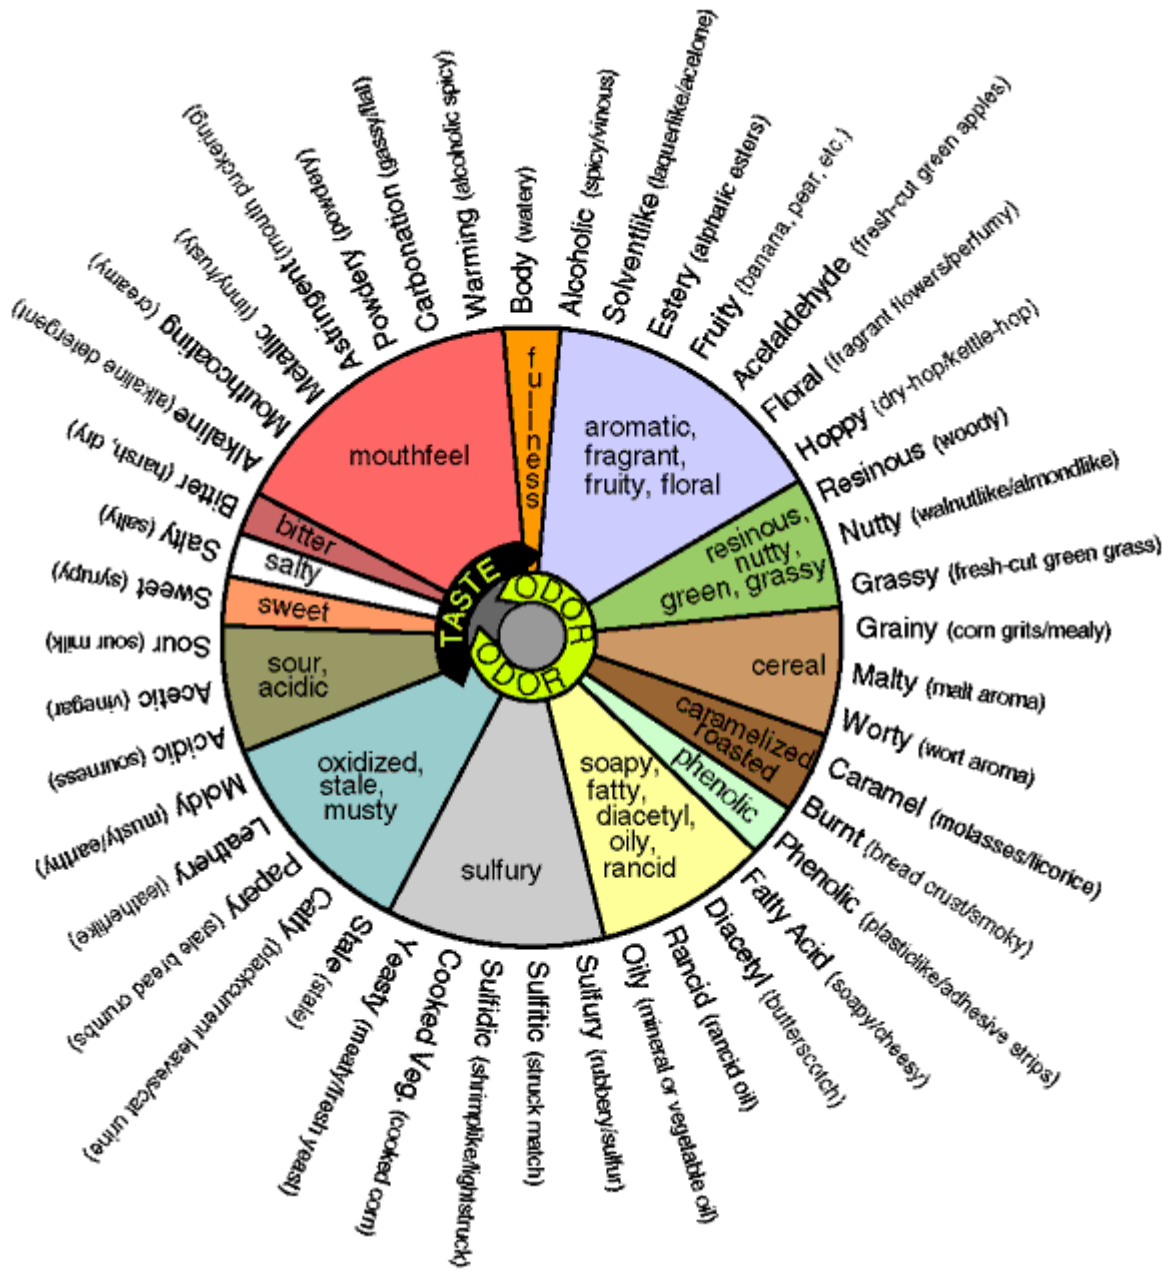 Body (watery)
Alcoholic (spicy/vinous)
Solventlike (laquerlike/acetone)
Estery (alphatic esters)
Fruity (banana, pear, etc.)
Acetaldehyde (fresh-cut green apples)
Floral (fragrant flowers/perfumy)
Hoppy (dry-hop/kettle-hop)
Resinous (woody)
Nutty (walnutlike/almondlike)
Grassy (fresh-cut green grass)
Grainy (corn grits/mealy)
Malty (malt aroma)
Worty (wort aroma)
Caramel (molasses/licorice)
Burnt (bread crust/smoky)
Phenolic (plasticlike/adhesive strips)
Fatty Acid (soapy/cheesy)
Diacetyl (butterscotch)
Rancid (rancid oil)
Oily (mineral or vegetable oil)
Sulfury (rubbery/sulfur)
Sulfitic (struck match)
Sulfidic (shrimplike/lightstruck)
Cooked Veg. (cooked corn)
Yeasty (meaty/fresh yeast)
Stale (stale)
Catty (blackcurrent leaves/cat urine)
Papery (stale bread crumbs)
Leathery (leatherlike)
Moldy (musty/earthy)
Acidic (sourness)
Acetic (vinegar)
Sour (sour milk)
Sweet (syrupy)
Salty (salty)
Bitter (harsh, dry)
Alkaline (alkaline detergent)
Mouthcoating (creamy)
Metallic (tinny/rusty)
Astringent (mouth puckering)
Powdery (powdery)
Carbonation (gassy/flat)
Warming (alcoholic spicy)
fullness
aromatic,
fragrant,
fruity, floral
resinous,
nutty,
green, grassy
cereal
caramelized
roasted
phenolic
soapy,
fatty,
diacetyl,
oily,
rancid
sulfury
oxidized,
stale,
musty
sour,
acidic
sweet
salty
bitter
mouthfeel
TASTE
ODOR
ODOR